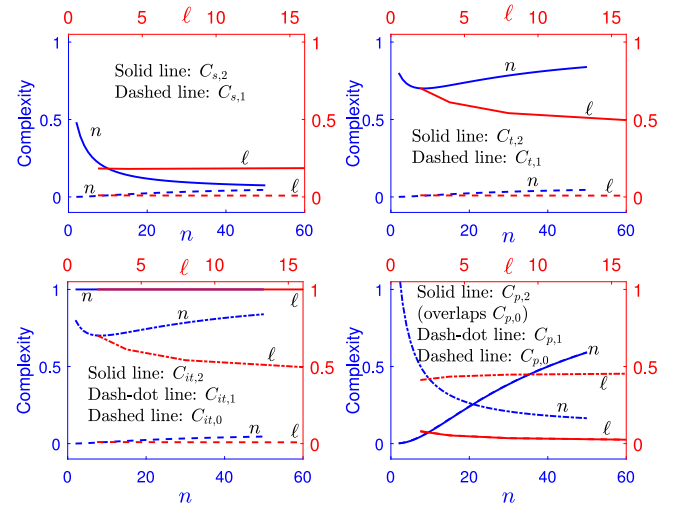 0 5 10 15
ℓ
0 5 10 15
ℓ
1
0.5
0
Complexity
Solid line: C_{s,2}
Dashed line: C_{s,1}
n
ℓ
n
ℓ
1
0.5
0
0 20 40 60
n
1
0.5
0
Complexity
Solid line: C_{t,2}
Dashed line: C_{t,1}
n
ℓ
n
ℓ
1
0.5
0
0 20 40 60
n
0 5 10 15
ℓ
0 5 10 15
ℓ
1
0.5
0
Complexity
n
ℓ
n
ℓ
Solid line: C_{it,2}
Dash-dot line: C_{it,1}
Dashed line: C_{it,0}
n
ℓ
1
0.5
0
0 20 40 60
n
1
0.5
0
Complexity
Solid line: C_{p,2}
(overlaps C_{p,0})
Dash-dot line: C_{p,1}
Dashed line: C_{p,0}
n
ℓ
n
ℓ
1
0.5
0
0 20 40 60
n